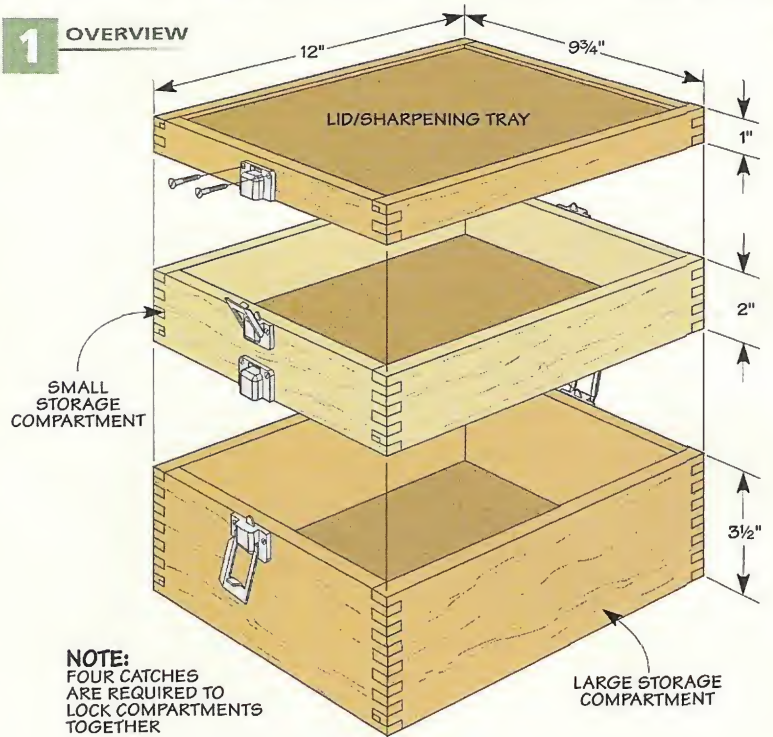 1 OVERVIEW
12"
9¾"
LID/SHARPENING TRAY
1"
2"
SMALL
STORAGE
COMPARTMENT
3½"
NOTE:
FOUR CATCHES
ARE REQUIRED TO
LOCK COMPARTMENTS
TOGETHER
LARGE STORAGE
COMPARTMENT